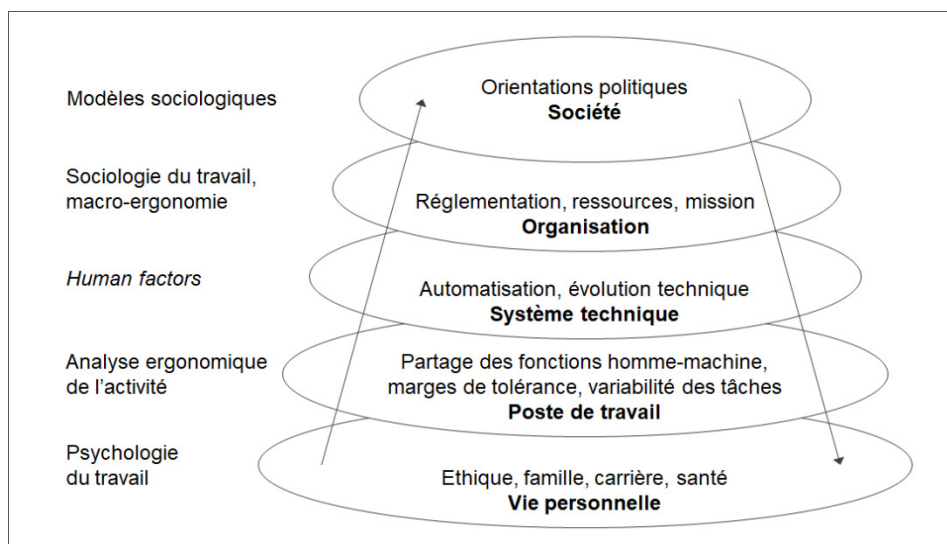 Modèles sociologiques
Orientations politiques
Société
Sociologie du travail,
macro-ergonomie
Réglementation, ressources, mission
Organisation
Human factors
Automatisation, évolution technique
Système technique
Analyse ergonomique
de l'activité
Partage des fonctions homme-machine,
marges de tolérance, variabilité des tâches
Poste de travail
Psychologie
du travail
Ethique, famille, carrière, santé
Vie personnelle